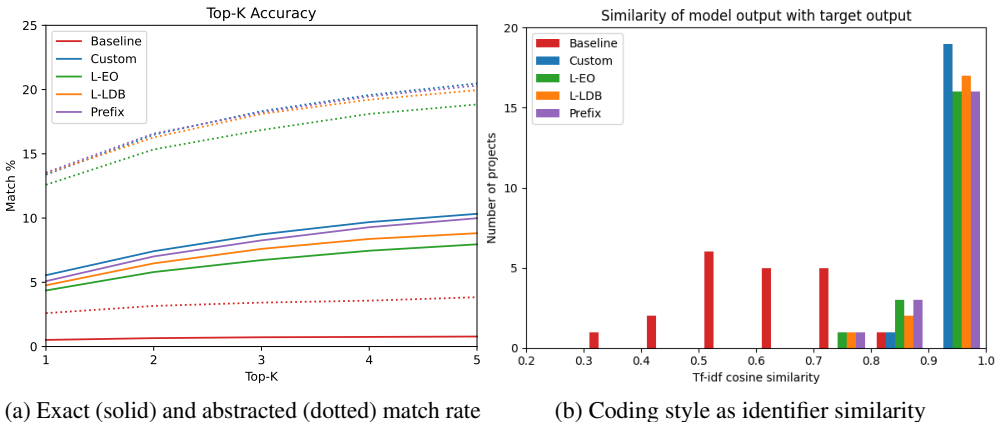 Top-K Accuracy
25
20
15
10
5
0
Match %
Baseline
Custom
L-EO
L-LDB
Prefix
1
2
3
4
5
Top-K
(a) Exact (solid) and abstracted (dotted) match rate
Similarity of model output with target output
20
15
10
5
0
Number of projects
Baseline
Custom
L-EO
L-LDB
Prefix
0.2
0.3
0.4
0.5
0.6
0.7
0.8
0.9
1.0
Tf-idf cosine similarity
(b) Coding style as identifier similarity